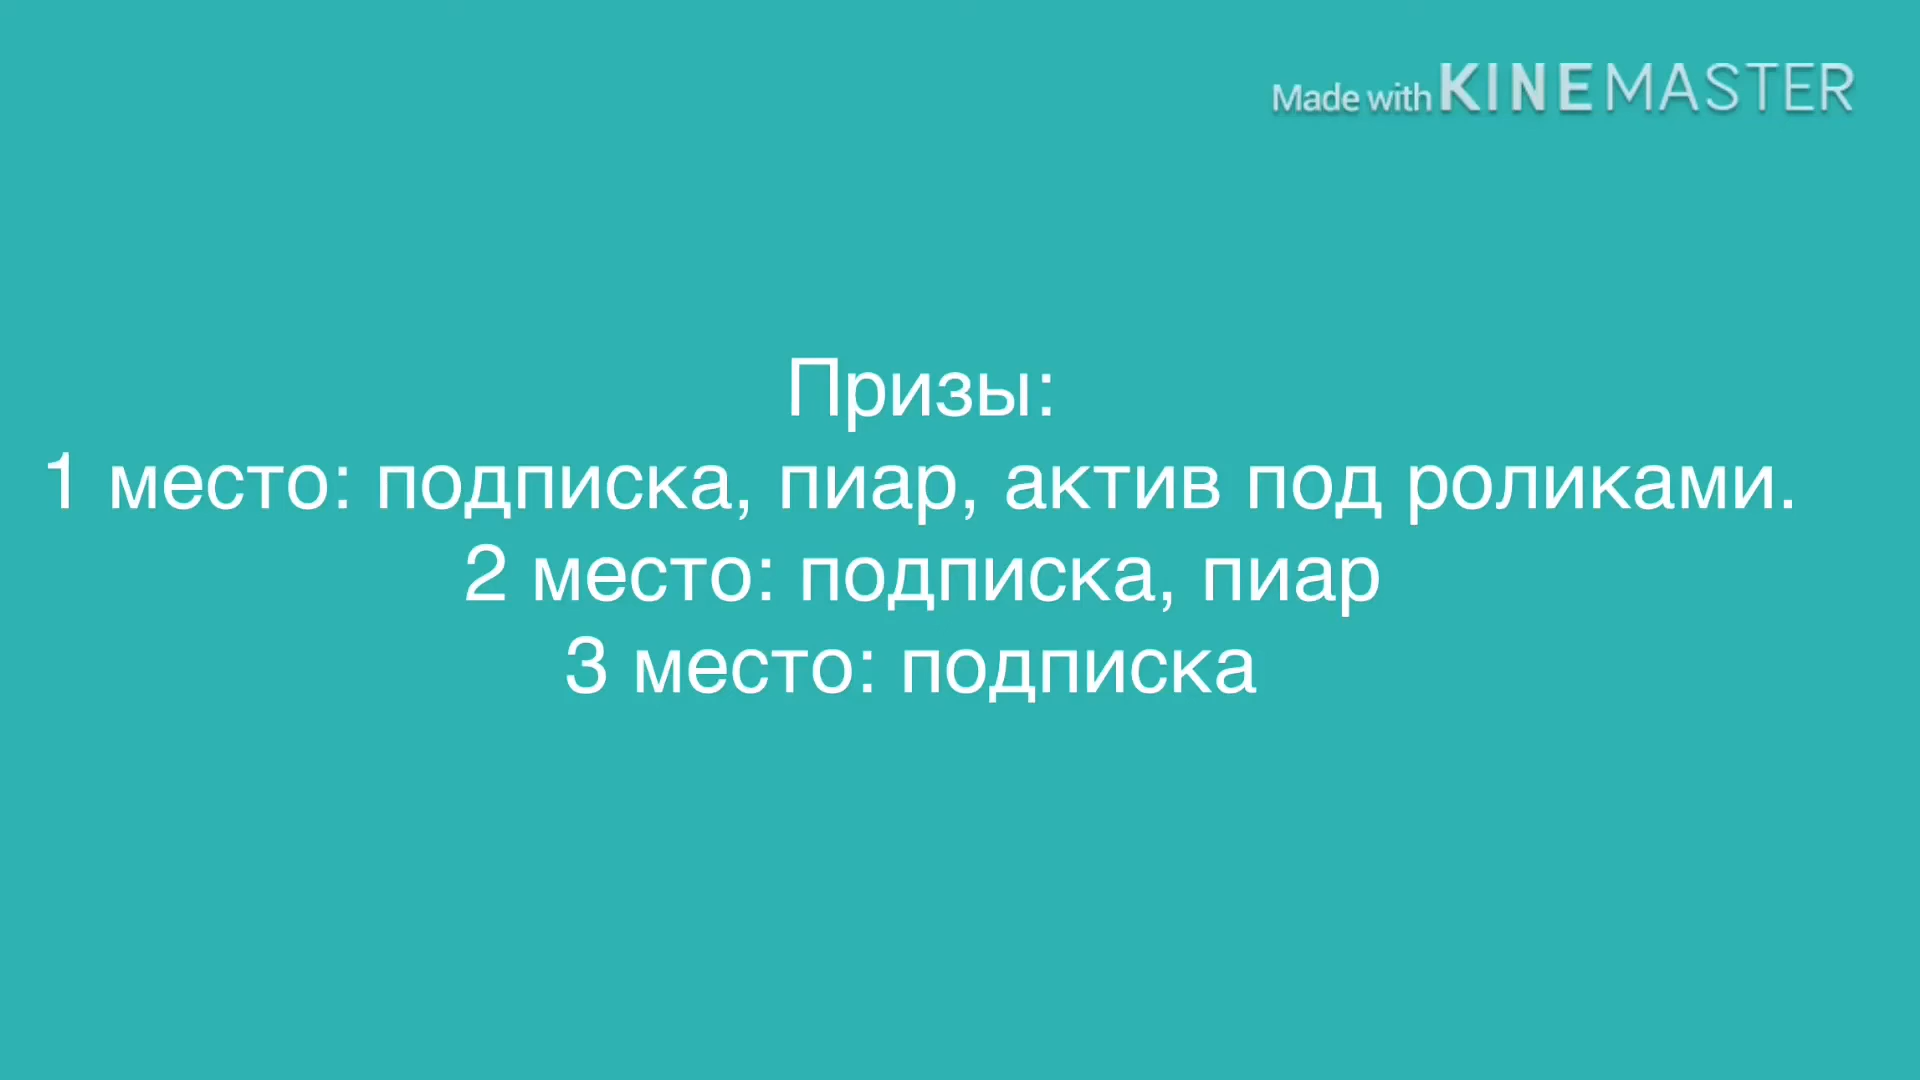 Made with KINEMASTER
Призы:
1 место: подписка, пиар, актив под роликами.
2 место: подписка, пиар
3 место: подписка